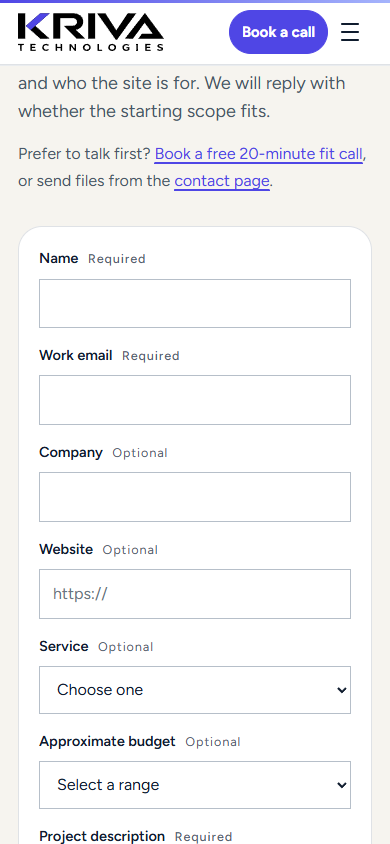 KRIVA
TECHNOLOGIES
Book a call
and who the site is for. We will reply with
whether the starting scope fits.
Prefer to talk first? Book a free 20-minute fit call,
or send files from the contact page.
Name Required
Work email Required
Company Optional
Website Optional
https://
Service Optional
Choose one
Approximate budget Optional
Select a range
Project description Required